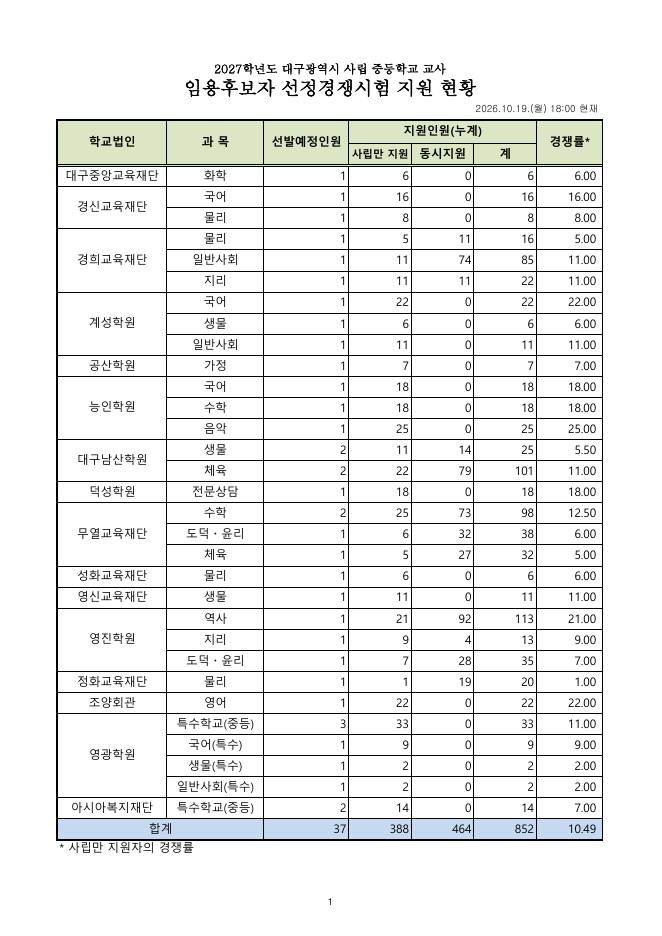 2027학년도 대구광역시 사립 중등학교 교사
임용후보자 선정경쟁시험 지원 현황
2026.10.19.(월) 18:00 현재
학교법인 과 목 선발예정인원 지원인원(누계) 경쟁률*
사립만 지원 동시지원 계
대구중앙교육재단 화학 1 6 0 6 6.00
경신교육재단 국어 1 16 0 16 16.00
물리 1 8 0 8 8.00
경희교육재단 물리 1 5 11 16 5.00
일반사회 1 11 74 85 11.00
지리 1 11 11 22 11.00
계성학원 국어 1 22 0 22 22.00
생물 1 6 0 6 6.00
일반사회 1 11 0 11 11.00
공산학원 가정 1 7 0 7 7.00
능인학원 국어 1 18 0 18 18.00
수학 1 18 0 18 18.00
음악 1 25 0 25 25.00
대구남산학원 생물 2 11 14 25 5.50
체육 2 22 79 101 11.00
덕성학원 전문상담 1 18 0 18 18.00
무열교육재단 수학 2 25 73 98 12.50
도덕・윤리 1 6 32 38 6.00
체육 1 5 27 32 5.00
성화교육재단 물리 1 6 0 6 6.00
영신교육재단 생물 1 11 0 11 11.00
영진학원 역사 1 21 92 113 21.00
지리 1 9 4 13 9.00
도덕・윤리 1 7 28 35 7.00
정화교육재단 물리 1 1 19 20 1.00
조양회관 영어 1 22 0 22 22.00
영광학원 특수학교(중등) 3 33 0 33 11.00
국어(특수) 1 9 0 9 9.00
생물(특수) 1 2 0 2 2.00
일반사회(특수) 1 2 0 2 2.00
아시아복지재단 특수학교(중등) 2 14 0 14 7.00
합계 37 388 464 852 10.49
* 사립만 지원자의 경쟁률
1